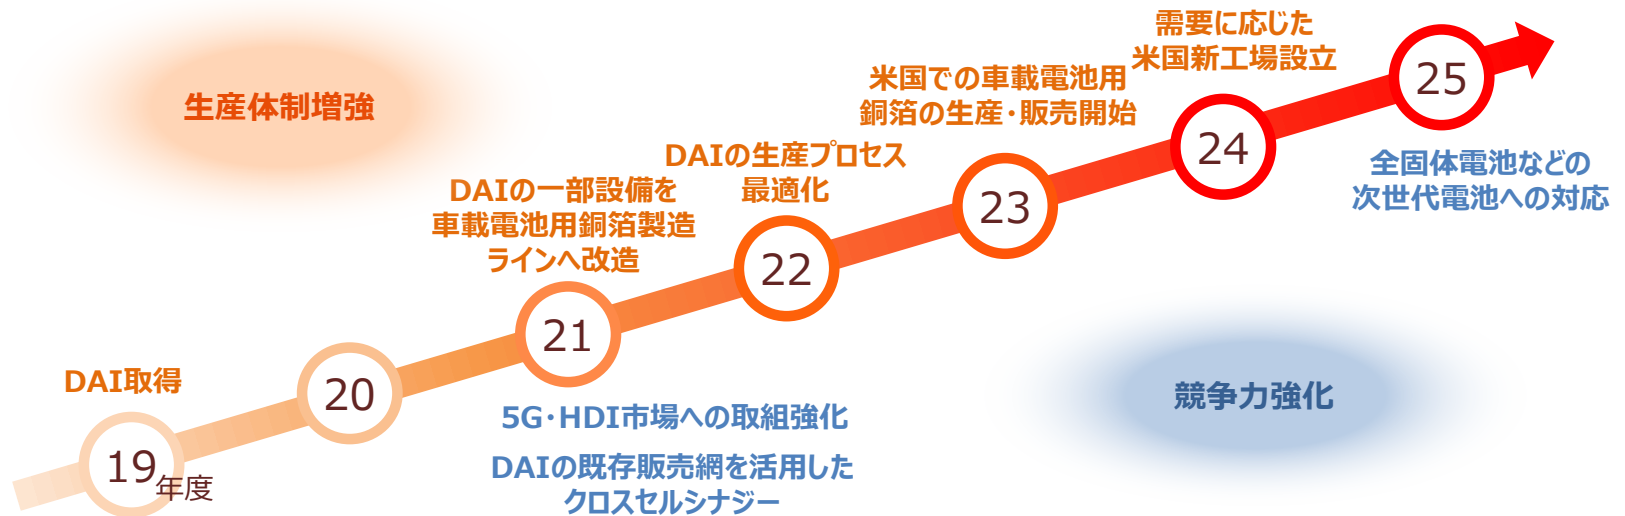 生産体制増強
需要に応じた
米国新工場設立
25
米国での車載電池用
銅箔の生産・販売開始
24
全固体電池などの
次世代電池への対応
DAIの生産プロセス
最適化
23
DAIの一部設備を
車載電池用銅箔製造
ラインへ改造
22
21
DAI取得
20
5G・HDI市場への取組強化
競争力強化
19年度
DAIの既存販売網を活用した
クロスセルシナジー